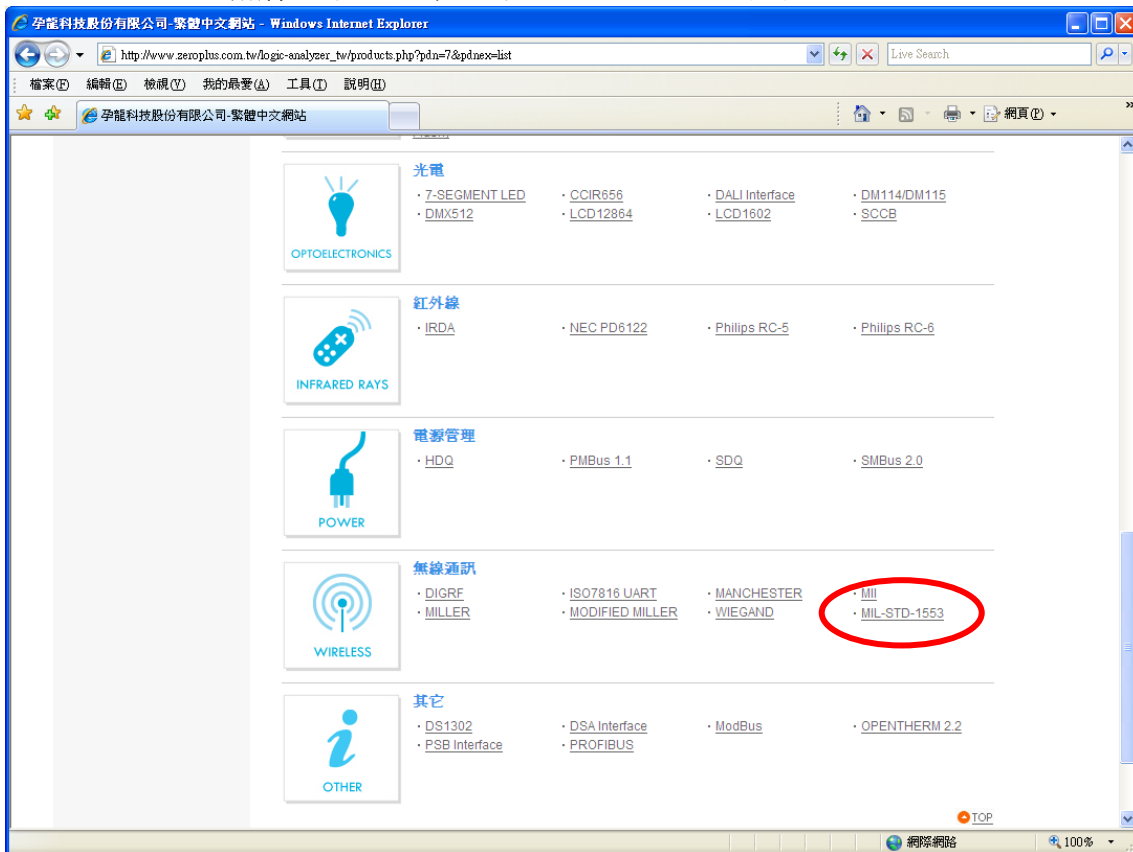 孕龍科技股份有限公司-繁體中文網站 - Windows Internet Explorer
http://www.zeroplus.com.tw/logic-analyzer_tw/products.php?pdn=7&pdnex=list
Live Search
檔案(F) 編輯(E) 檢視(V) 我的最愛(A) 工具(T) 說明(H)
孕龍科技股份有限公司-繁體中文網站
網頁(P)
光電
· 7-SEGMENT LED · CCIR656 · DALI Interface · DM114/DM115
· DMX512 · LCD12864 · LCD1602 · SCCB
OPTOELECTRONICS
紅外線
· IRDA · NEC PD6122 · Philips RC-5 · Philips RC-6
INFRARED RAYS
電源管理
· HDQ · PMBus 1.1 · SDQ · SMBus 2.0
POWER
無線通訊
· DIGRF · ISO7816 UART · MANCHESTER · MII
· MILLER · MODIFIED MILLER · WIEGAND · MIL-STD-1553
WIRELESS
其它
· DS1302 · DSA Interface · ModBus · OPENTHERM 2.2
· PSB Interface · PROFIBUS
OTHER
TOP
網際網路 100%